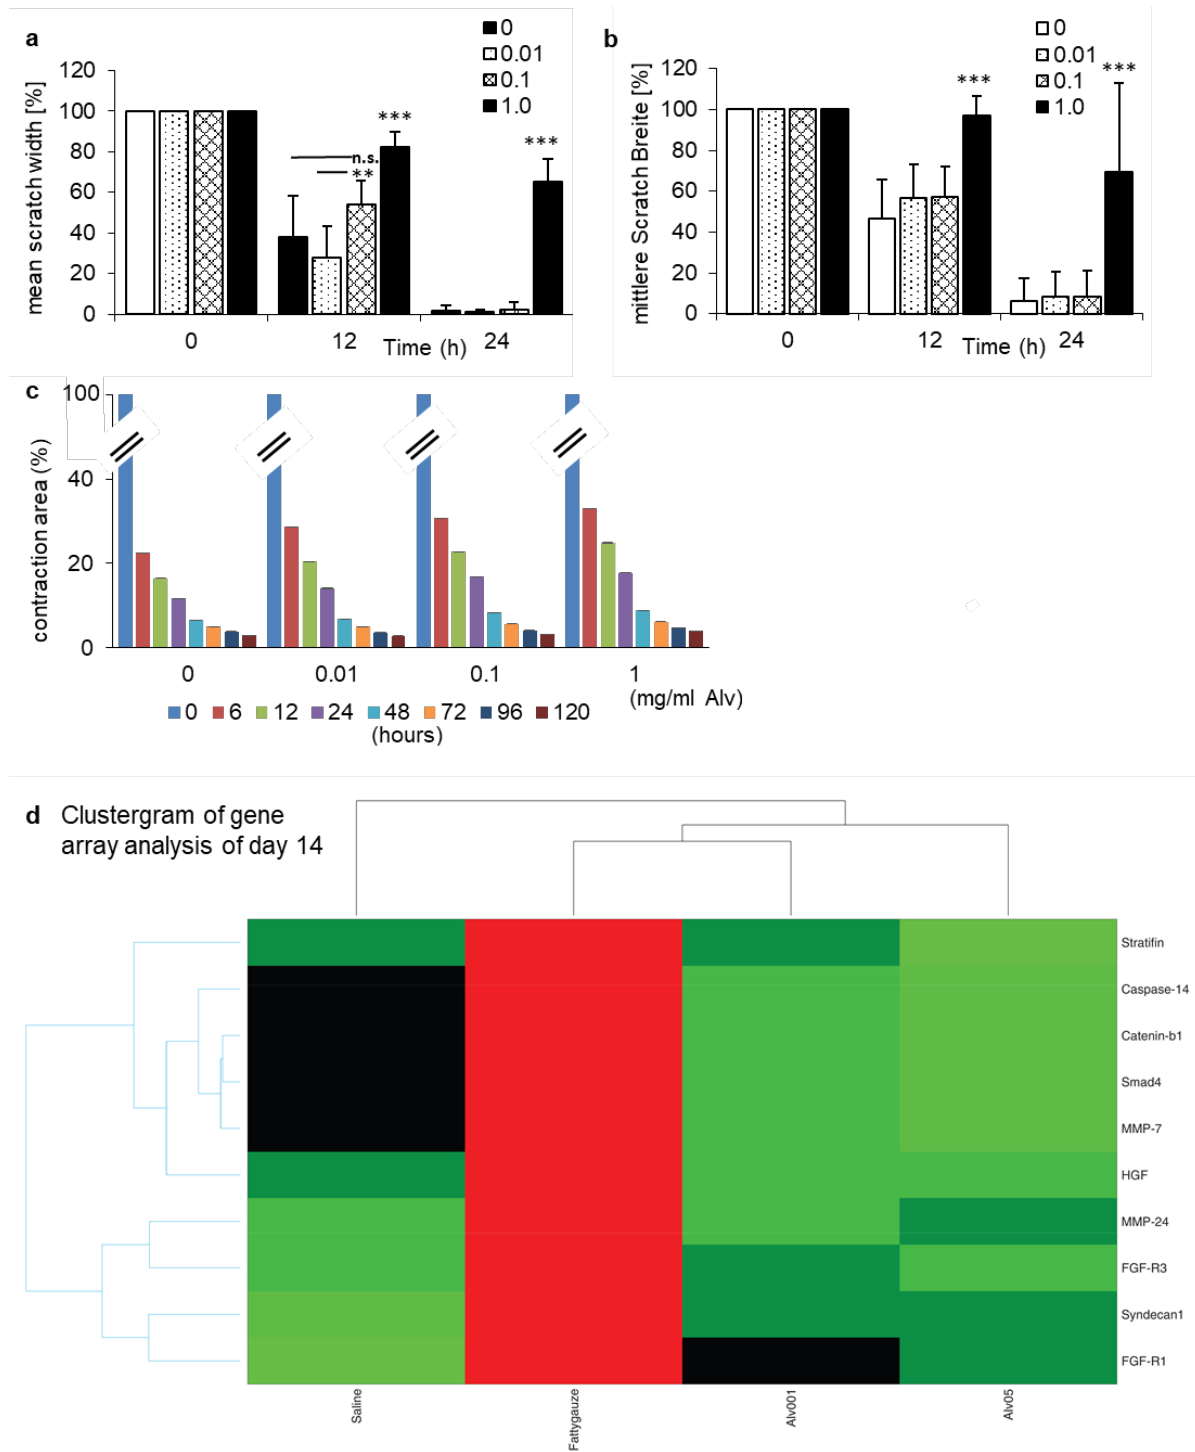 a
mean scratch width [%]
120
100
80
60
40
20
0
0
0.01
0.1
1.0
***
n.s.
**
***
0
12
24
Time (h)
b
mittlere Scratch Breite [%]
120
100
80
60
40
20
0
0
0.01
0.1
1.0
***
***
0
12
24
Time (h)
c
contraction area (%)
100
40
20
0
0 0.01 0.1 1
(mg/ml Alv)
0 6 12 24 48 72 96 120
(hours)
d Clustergram of gene
array analysis of day 14
Stratifin
Caspase-14
Catenin-b1
Smad4
MMP-7
HGF
MMP-24
FGF-R3
Syndecan1
FGF-R1
Saline
Fattygauze
Alv001
Alv05